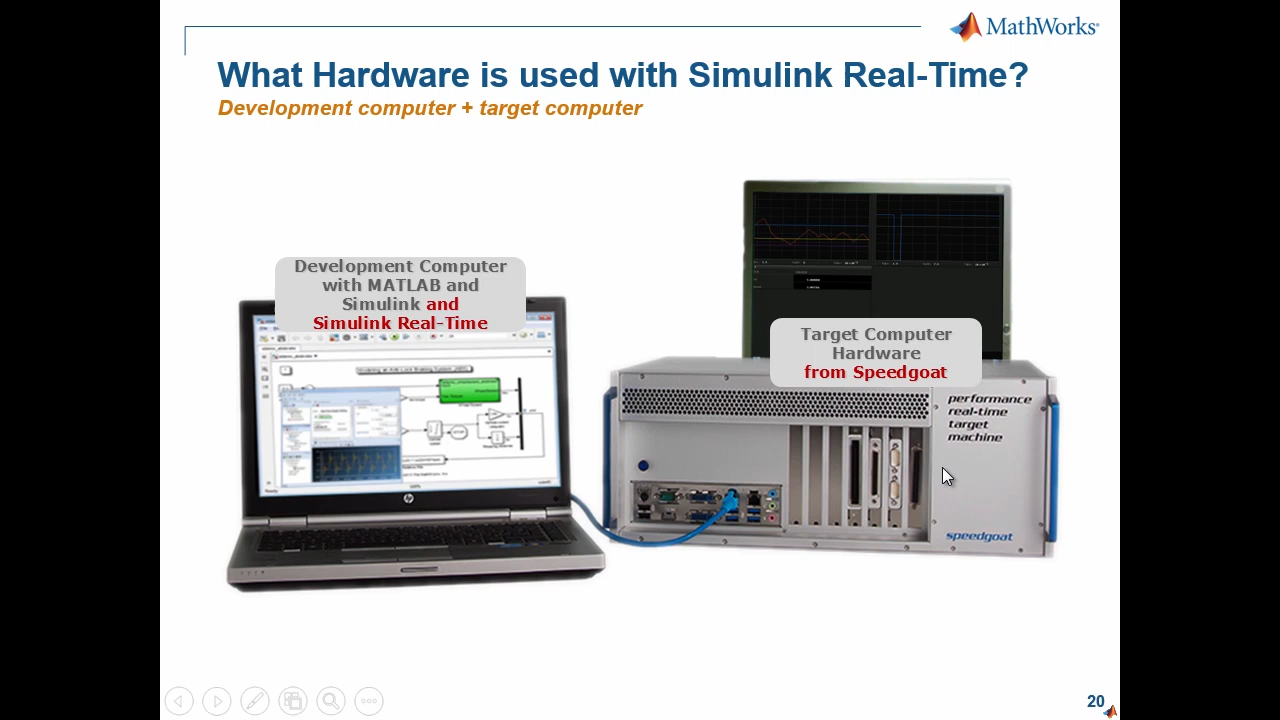 MathWorks®
What Hardware is used with Simulink Real-Time?
Development computer + target computer
Development Computer
with MATLAB and
Simulink and
Simulink Real-Time
Target Computer
Hardware
from Speedgoat
performance
real-time
target
machine
speedgoat
hp
20